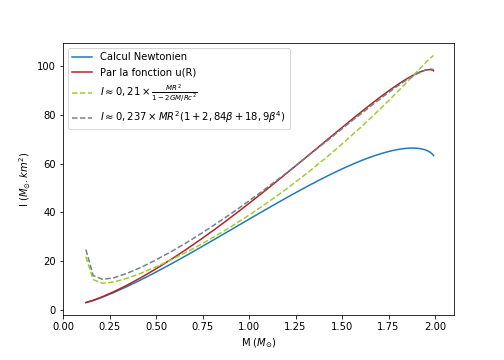 Calcul Newtonien
Par la fonction u(R)
I ≈ 0, 21 × MR²/(1 − 2GM/Rc²)
I ≈ 0, 237 × MR²(1 + 2, 84β + 18, 9β⁴)
I (M⊙.km²)
100
80
60
40
20
0
0.00 0.25 0.50 0.75 1.00 1.25 1.50 1.75 2.00
M (M⊙)